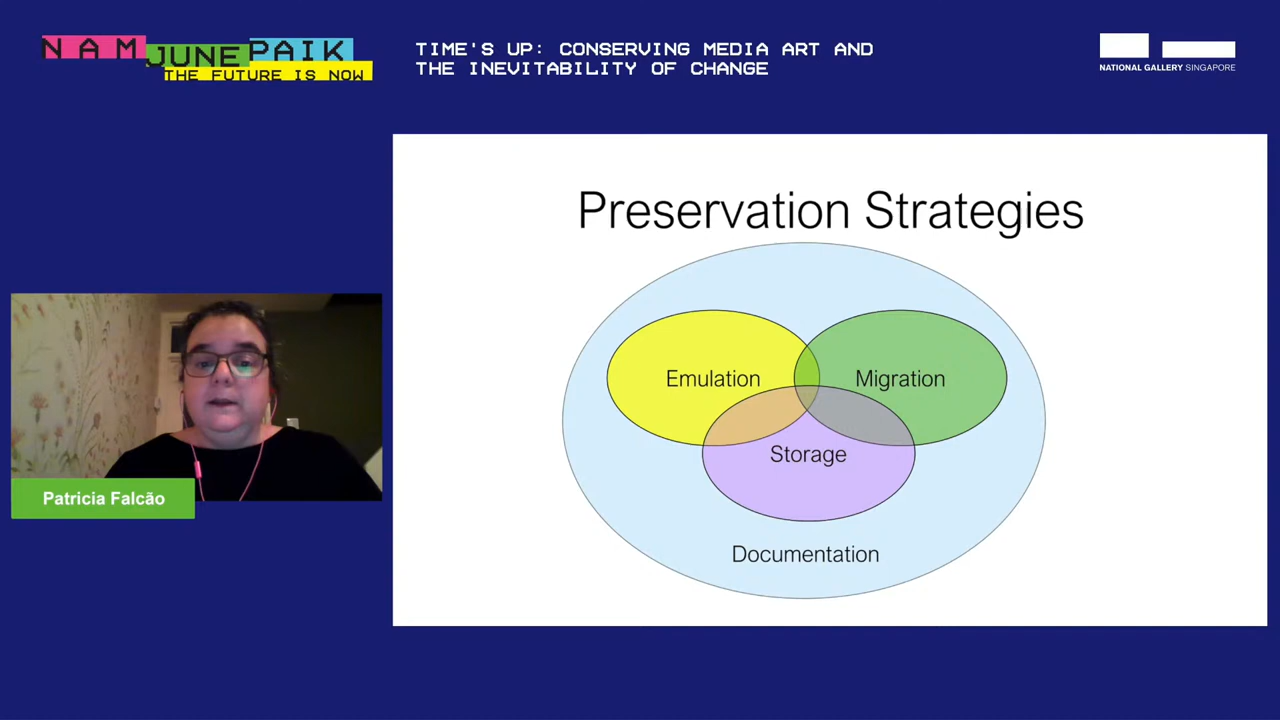 NAM JUNE PAIK
THE FUTURE IS NOW
TIME'S UP: CONSERVING MEDIA ART AND
THE INEVITABILITY OF CHANGE
NATIONAL GALLERY SINGAPORE
Preservation Strategies
Emulation
Migration
Storage
Documentation
Patricia Falcão